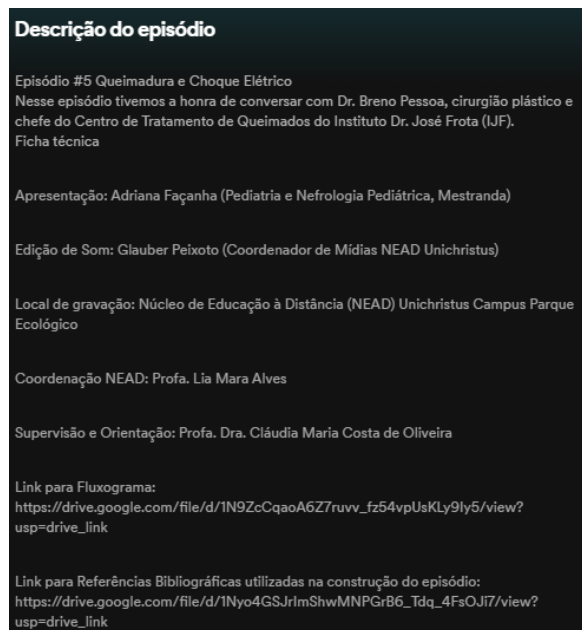 Descrição do episódio
Episódio #5 Queimadura e Choque Elétrico
Nesse episódio tivemos a honra de conversar com Dr. Breno Pessoa, cirurgião plástico e
chefe do Centro de Tratamento de Queimados do Instituto Dr. José Frota (IJF).
Ficha técnica
Apresentação: Adriana Façanha (Pediatria e Nefrologia Pediátrica, Mestranda)
Edição de Som: Glauber Peixoto (Coordenador de Mídias NEAD Unichristus)
Local de gravação: Núcleo de Educação à Distância (NEAD) Unichristus Campus Parque
Ecológico
Coordenação NEAD: Profa. Lia Mara Alves
Supervisão e Orientação: Profa. Dra. Cláudia Maria Costa de Oliveira
Link para Fluxograma:
https://drive.google.com/file/d/1N9ZcCqaoA6Z7ruvv_fz54vpUsKLy9Iy5/view?
usp=drive_link
Link para Referências Bibliográficas utilizadas na construção do episódio:
https://drive.google.com/file/d/1Nyo4GSJrImShwMNPGrB6_Tdq_4FsOJi7/view?
usp=drive_link